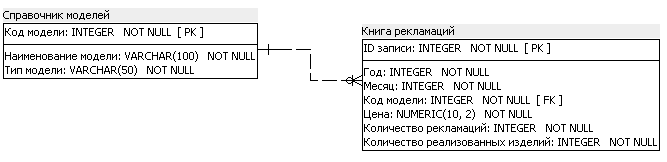 Справочник моделей
Код модели: INTEGER NOT NULL [ PK ]
Наименование модели: VARCHAR(100) NOT NULL
Тип модели: VARCHAR(50) NOT NULL
Книга рекламаций
ID записи: INTEGER NOT NULL [ PK ]
Год: INTEGER NOT NULL
Месяц: INTEGER NOT NULL
Код модели: INTEGER NOT NULL [ FK ]
Цена: NUMERIC(10, 2) NOT NULL
Количество рекламаций: INTEGER NOT NULL
Количество реализованных изделий: INTEGER NOT NULL